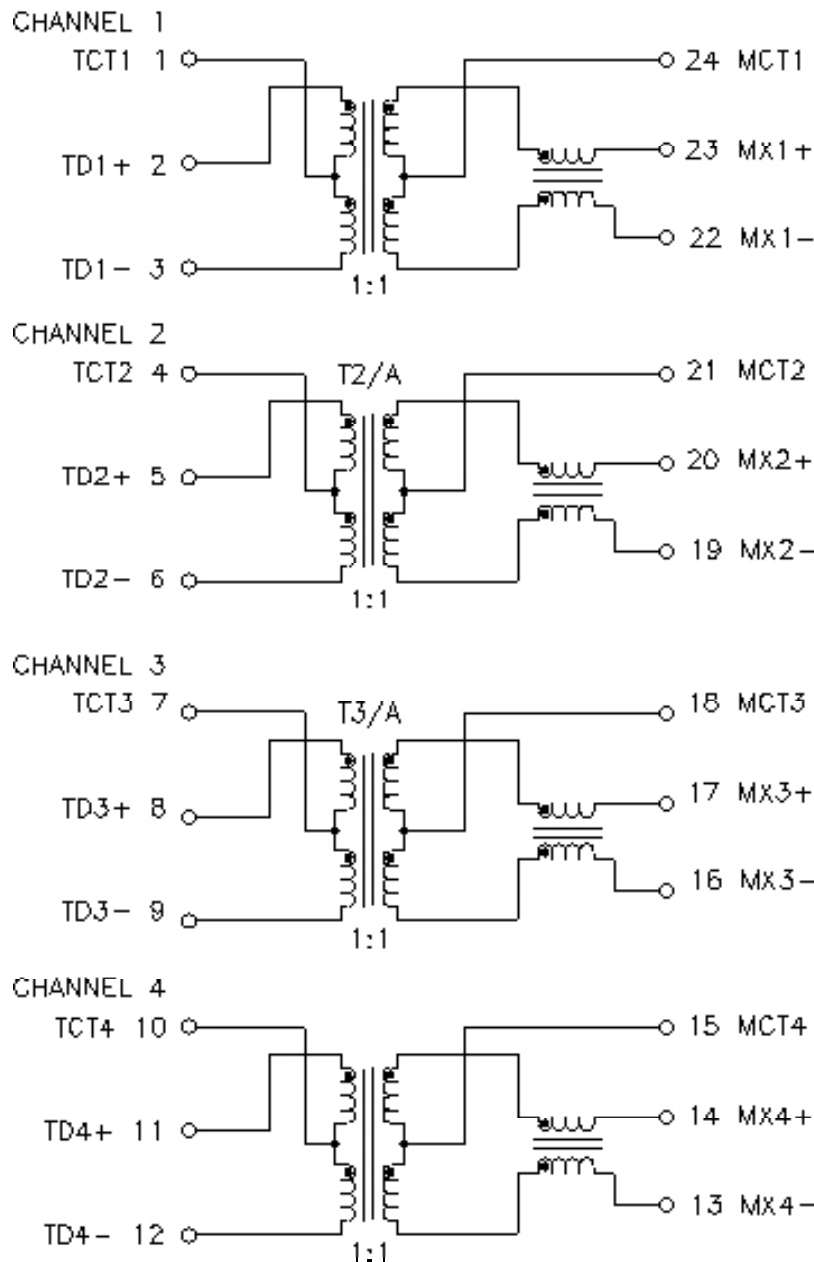 CHANNEL 1
TCT1 1 24 MCT1
TD1+ 2 23 MX1+
22 MX1-
TD1- 3
1:1
CHANNEL 2
TCT2 4 T2/A 21 MCT2
TD2+ 5 20 MX2+
19 MX2-
TD2- 6
1:1
CHANNEL 3
TCT3 7 T3/A 18 MCT3
TD3+ 8 17 MX3+
16 MX3-
TD3- 9
1:1
CHANNEL 4
TCT4 10 15 MCT4
TD4+ 11 14 MX4+
13 MX4-
TD4- 12
1:1